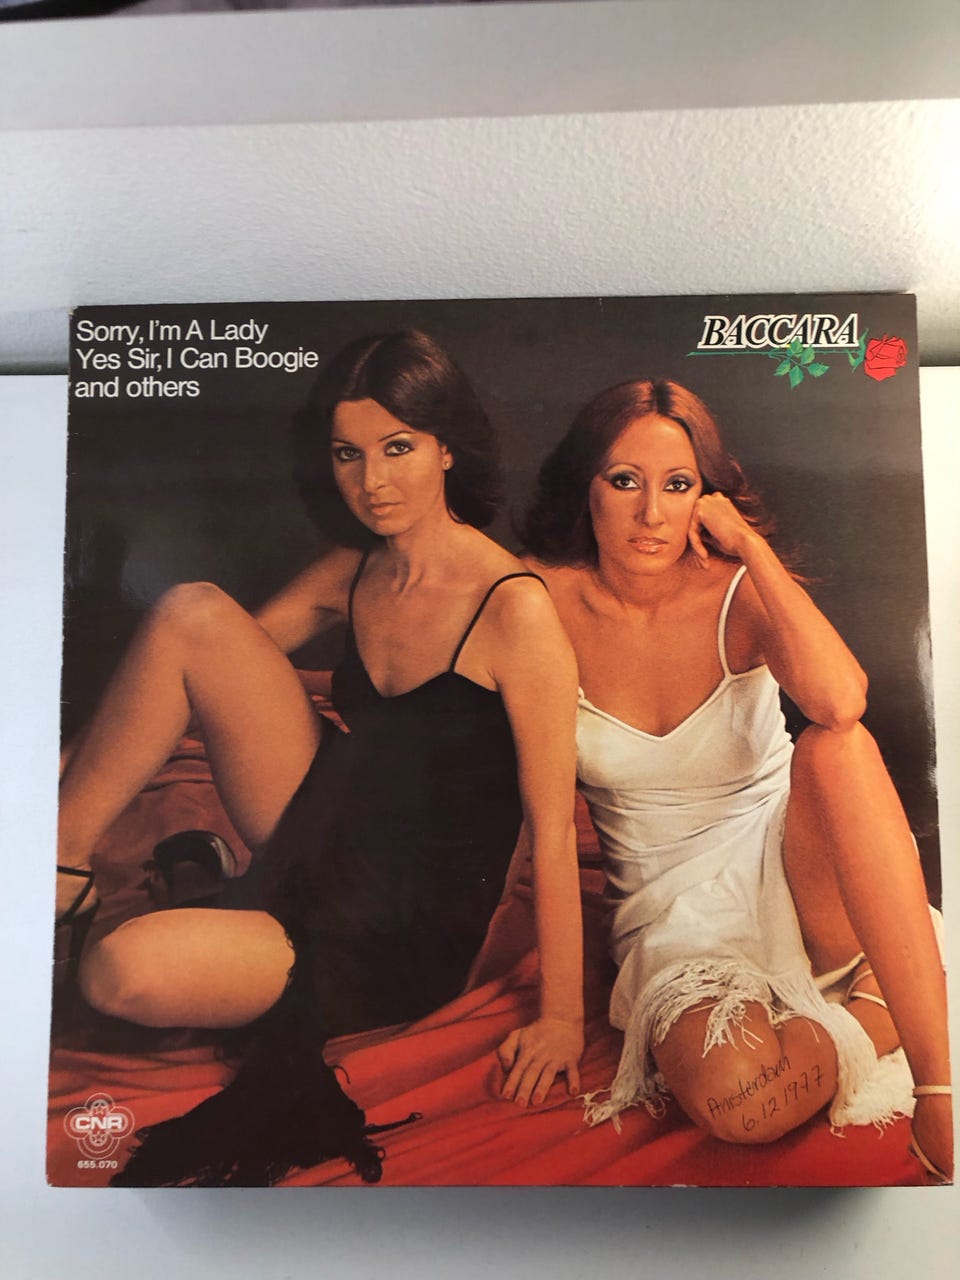 Sorry, I'm A Lady
Yes Sir, I Can Boogie
and others
BACCARA
Amsterdam
6.12.1977
CNR
655.070